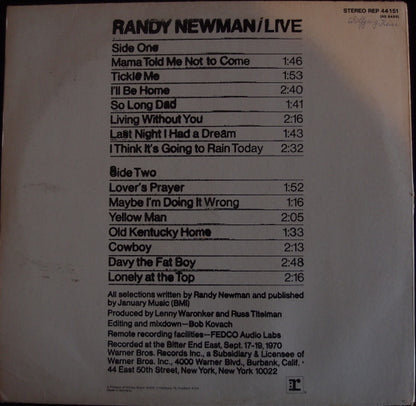 RANDY NEWMAN/LIVE
STEREO REP 44 151
(RS 6459)
Side One
Mama Told Me Not to Come 1:46
Tickle Me 1:53
I'll Be Home 2:40
So Long Dad 1:41
Living Without You 2:16
Last Night I Had a Dream 1:43
I Think It's Going to Rain Today 2:32
Side Two
Lover's Prayer 1:52
Maybe I'm Doing It Wrong 1:16
Yellow Man 2:05
Old Kentucky Home 1:33
Cowboy 2:13
Davy the Fat Boy 2:48
Lonely at the Top 2:16
All selections written by Randy Newman and published
by January Music (BMI)
Produced by Lenny Waronker and Russ Titelman
Editing and mixdown—Bob Kovach
Remote recording facilities—FEDCO Audio Labs
Recorded at the Bitter End East, Sept. 17-19, 1970
Warner Bros. Records Inc., a Subsidiary & Licensee of
Warner Bros. Inc., 4000 Warner Blvd., Burbank, Calif. •
44 East 50th Street, New York, New York 10022
r